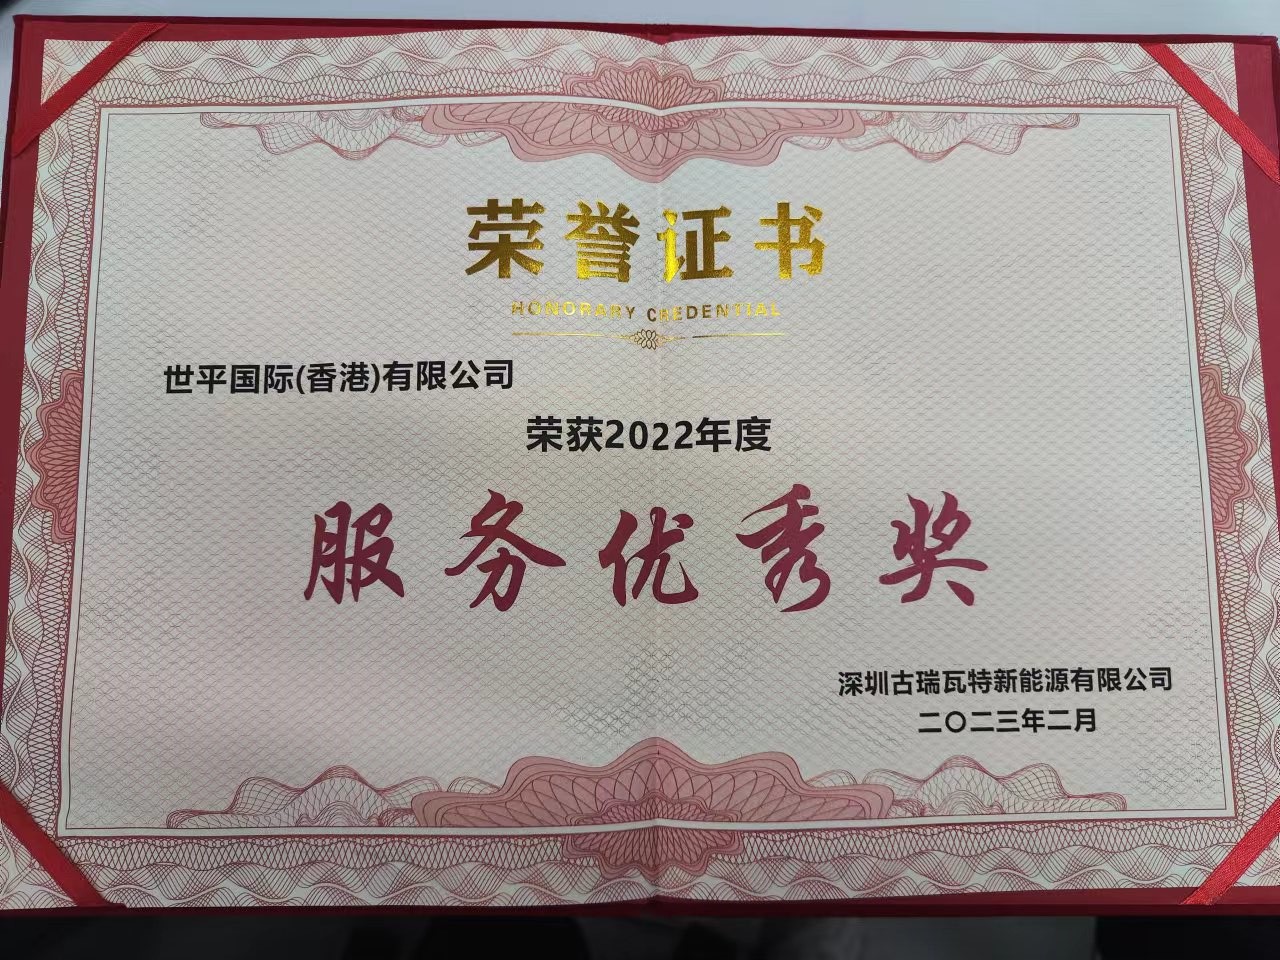 荣誉证书
HONORARY CREDENTIAL
世平国际(香港)有限公司
荣获2022年度
服务优秀奖
深圳古瑞瓦特新能源有限公司
二〇二三年二月